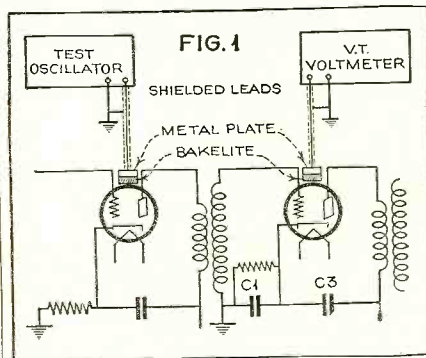 FIG. 1
TEST
OSCILLATOR
V.T.
VOLTMETER
SHIELDED LEADS
METAL PLATE
BAKELITE
C1
C3